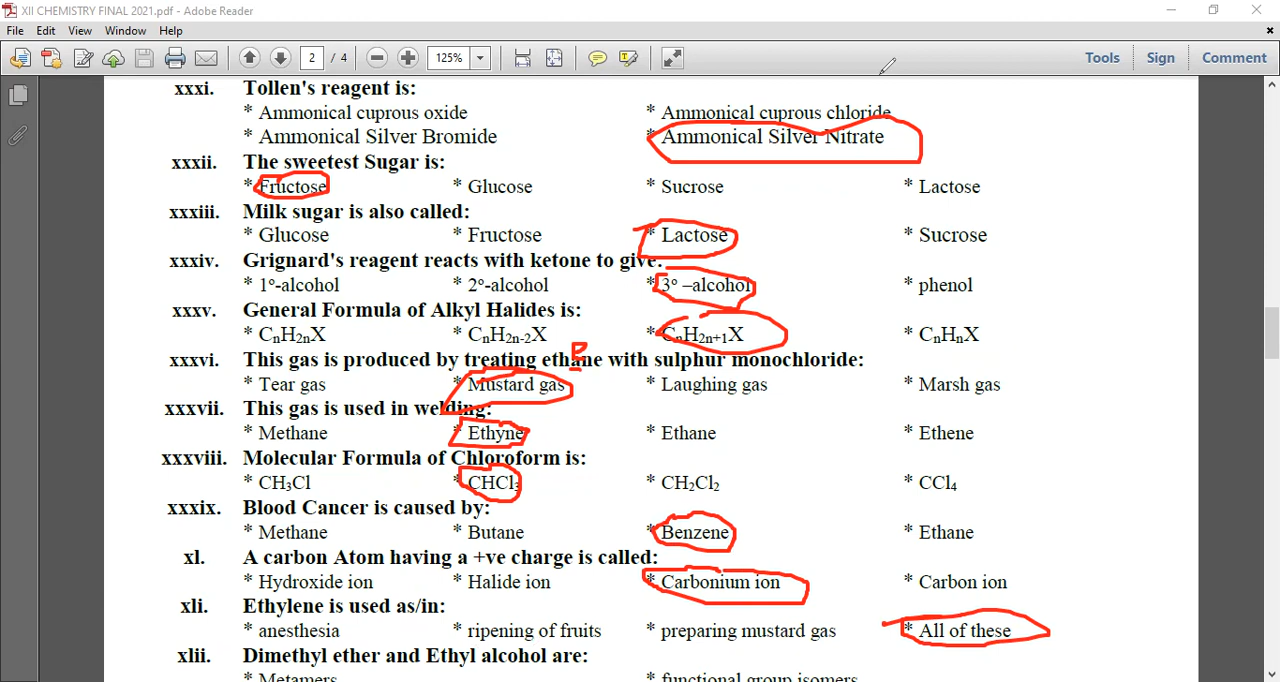 XII CHEMISTRY FINAL 2021.pdf - Adobe Reader
File Edit View Window Help
2 / 4 125% Tools Sign Comment
xxxi. Tollen's reagent is:
* Ammonical cuprous oxide * Ammonical cuprous chloride
* Ammonical Silver Bromide * Ammonical Silver Nitrate
xxxii. The sweetest Sugar is:
* Fructose * Glucose * Sucrose * Lactose
xxxiii. Milk sugar is also called:
* Glucose * Fructose * Lactose * Sucrose
xxxiv. Grignard's reagent reacts with ketone to give:
* 1°-alcohol * 2°-alcohol * 3° –alcohol * phenol
xxxv. General Formula of Alkyl Halides is:
* CnH2nX * CnH2n-2X * CnH2n+1X * CnHnX
E
xxxvi. This gas is produced by treating ethane with sulphur monochloride:
* Tear gas * Mustard gas * Laughing gas * Marsh gas
xxxvii. This gas is used in welding:
* Methane * Ethyne * Ethane * Ethene
xxxviii. Molecular Formula of Chloroform is:
* CH3Cl * CHCl3 * CH2Cl2 * CCl4
xxxix. Blood Cancer is caused by:
* Methane * Butane * Benzene * Ethane
xl. A carbon Atom having a +ve charge is called:
* Hydroxide ion * Halide ion * Carbonium ion * Carbon ion
xli. Ethylene is used as/in:
* anesthesia * ripening of fruits * preparing mustard gas * All of these
xlii. Dimethyl ether and Ethyl alcohol are:
* Metamers * functional group isomers